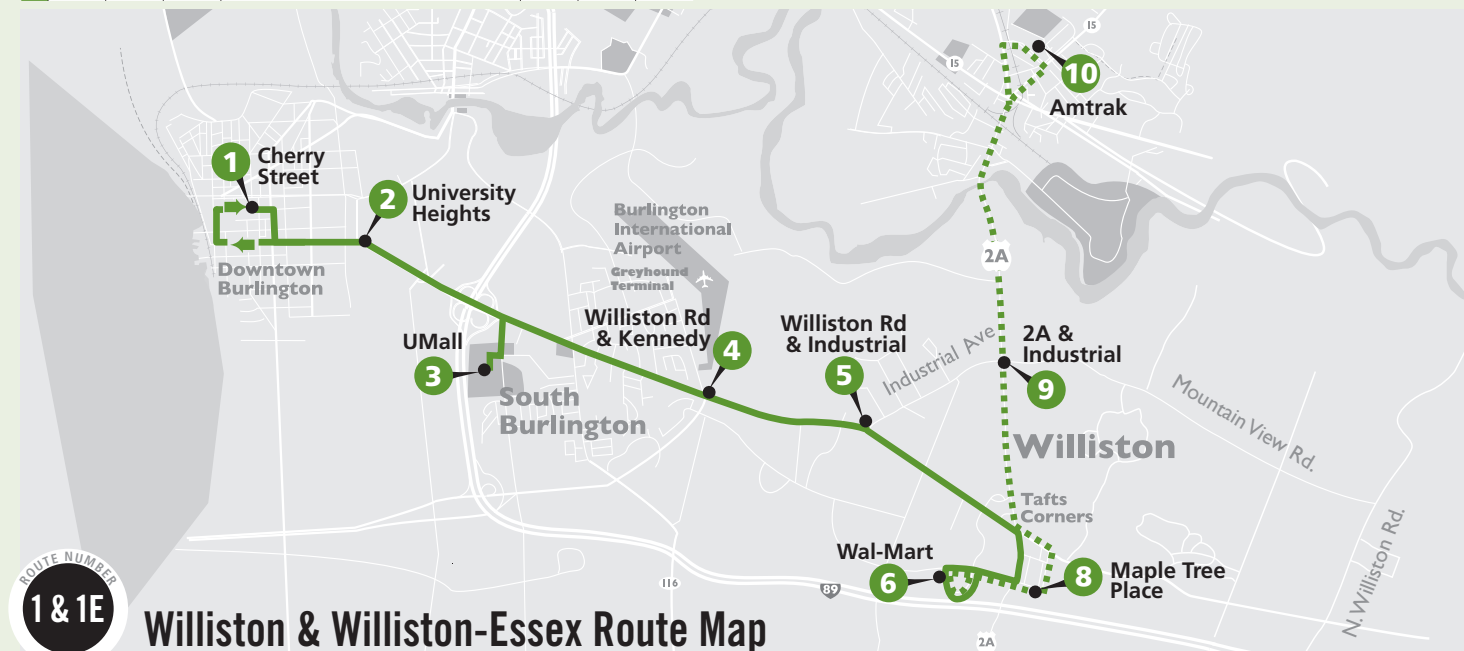 15
15
10
Amtrak
1
Cherry
Street
2
University
Heights
Burlington
International
Airport
Greyhound
Terminal
2A
Downtown
Burlington
UMall
3
Williston Rd
& Kennedy
4
Williston Rd
& Industrial
5
Industrial Ave
2A &
Industrial
9
Mountain View Rd.
South
Burlington
Williston
Tafts
Corners
N. Williston Rd.
Wal-Mart
6
8
Maple Tree
Place
116
89
2A
ROUTE NUMBER
1 & 1E
Williston & Williston-Essex Route Map